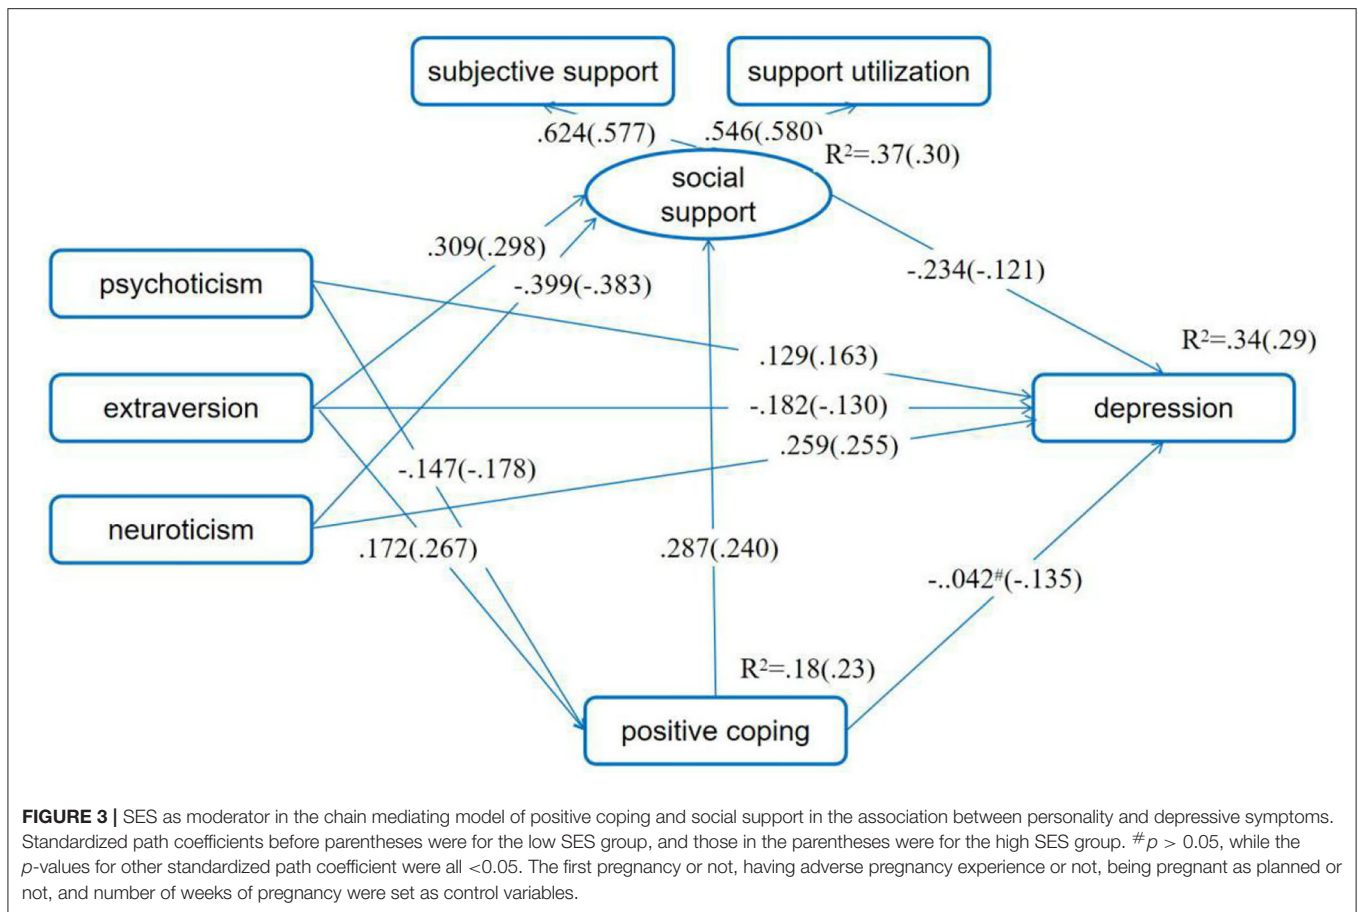 subjective support
support utilization
.624(.577)
.546(.580)
R²=.37(.30)
social
support
.309(.298)
-.399(-.383)
psychoticism
-.234(-.121)
R²=.34(.29)
.129(.163)
extraversion
-.182(-.130)
depression
.259(.255)
-.147(-.178)
neuroticism
.172(.267)
.287(.240)
-..042#(-.135)
R²=.18(.23)
positive coping
FIGURE 3 | SES as moderator in the chain mediating model of positive coping and social support in the association between personality and depressive symptoms.
Standardized path coefficients before parentheses were for the low SES group, and those in the parentheses were for the high SES group. #p > 0.05, while the
p-values for other standardized path coefficient were all <0.05. The first pregnancy or not, having adverse pregnancy experience or not, being pregnant as planned or
not, and number of weeks of pregnancy were set as control variables.